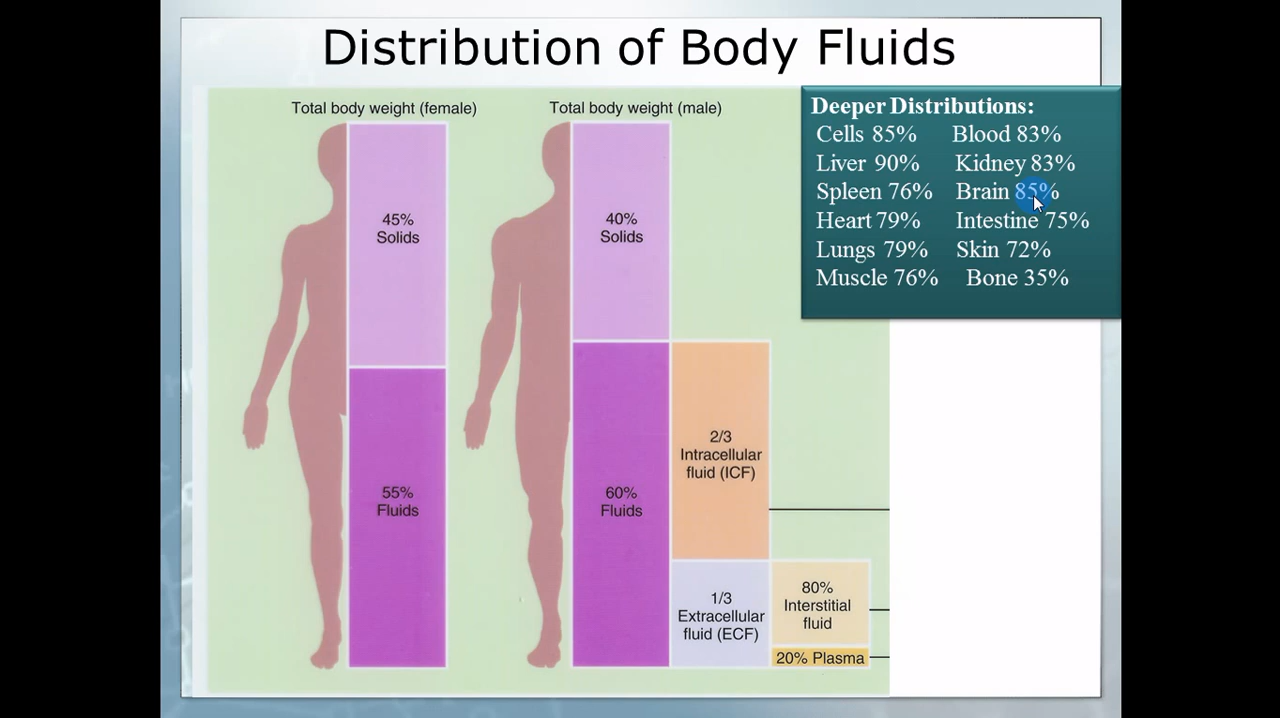 Distribution of Body Fluids
Total body weight (female)
Total body weight (male)
45%
Solids
55%
Fluids
40%
Solids
60%
Fluids
2/3
Intracellular
fluid (ICF)
1/3
Extracellular
fluid (ECF)
80%
Interstitial
fluid
20% Plasma
Deeper Distributions:
Cells 85% Blood 83%
Liver 90% Kidney 83%
Spleen 76% Brain 85%
Heart 79% Intestine 75%
Lungs 79% Skin 72%
Muscle 76% Bone 35%